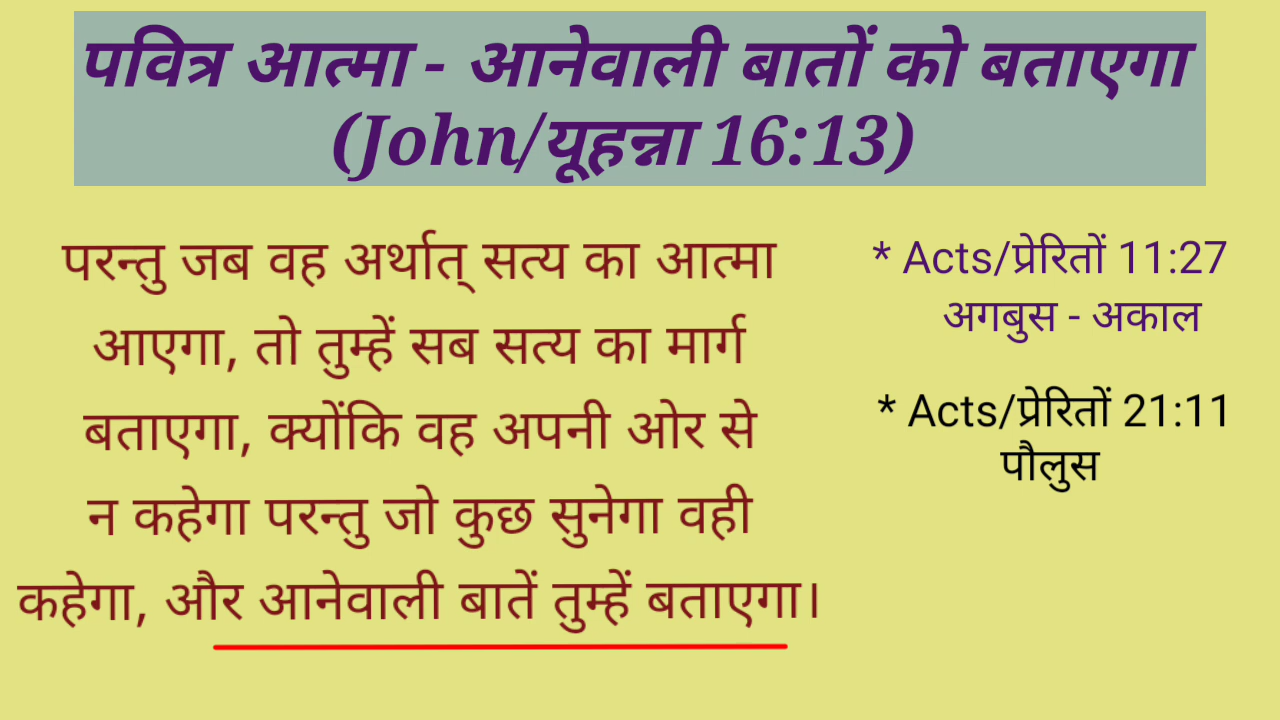 पवित्र आत्मा - आनेवाली बातों को बताएगा
(John/यूहन्ना 16:13)
परन्तु जब वह अर्थात् सत्य का आत्मा
आएगा, तो तुम्हें सब सत्य का मार्ग
बताएगा, क्योंकि वह अपनी ओर से
न कहेगा परन्तु जो कुछ सुनेगा वही
कहेगा, और आनेवाली बातें तुम्हें बताएगा।
* Acts/प्रेरितों 11:27
अगबुस - अकाल
* Acts/प्रेरितों 21:11
पौलुस